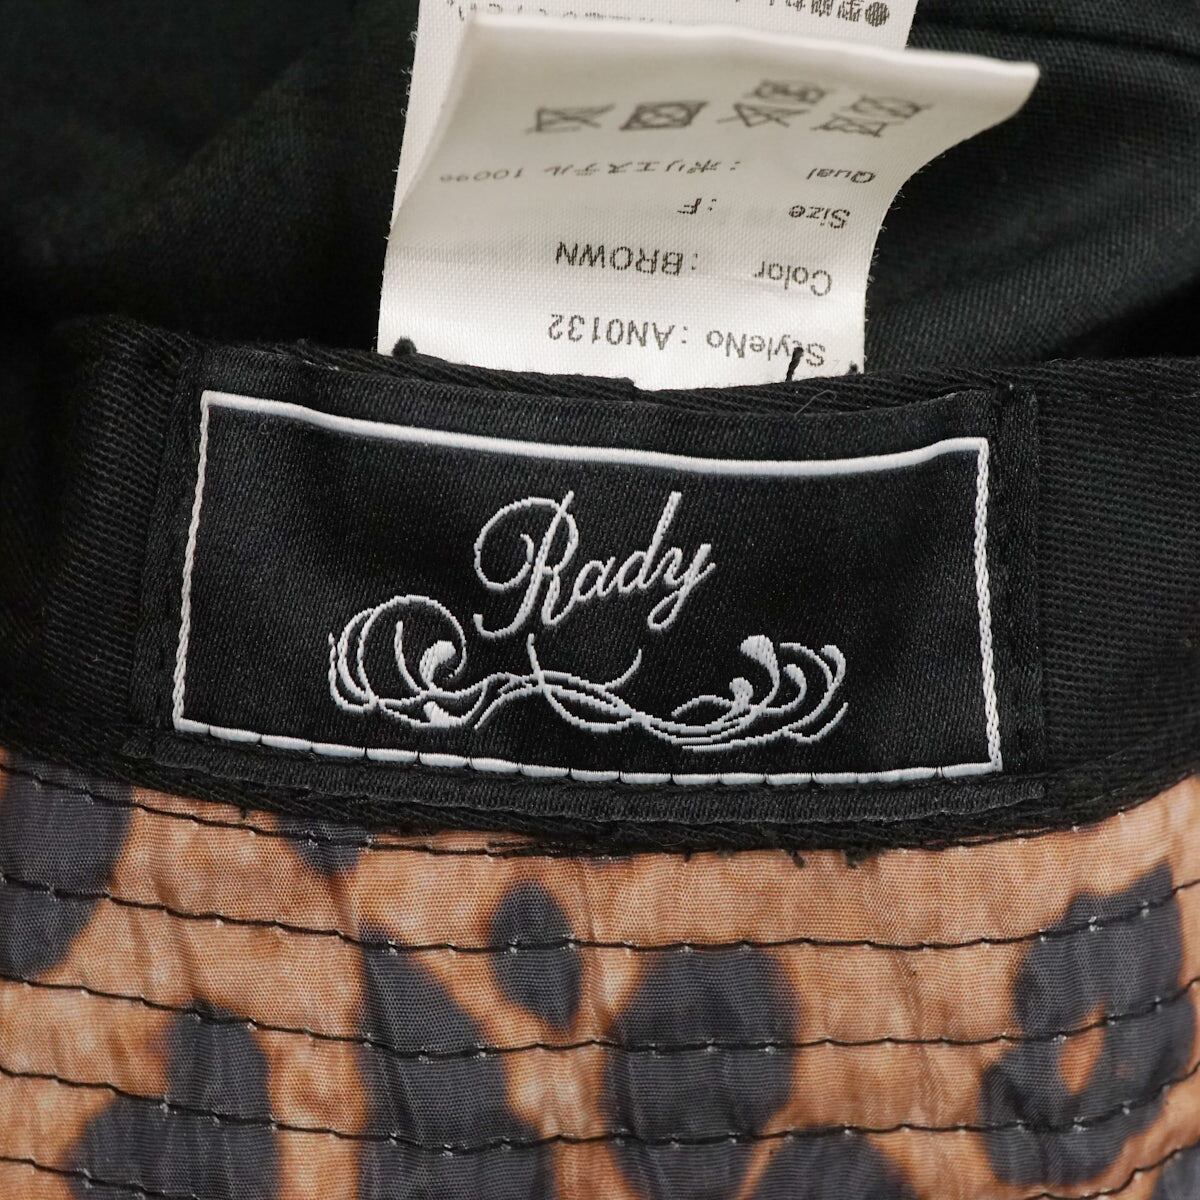 Rady
StyleNo : AN0132
Color : BROWN
Size : F
Qual : ポリエステル 100%